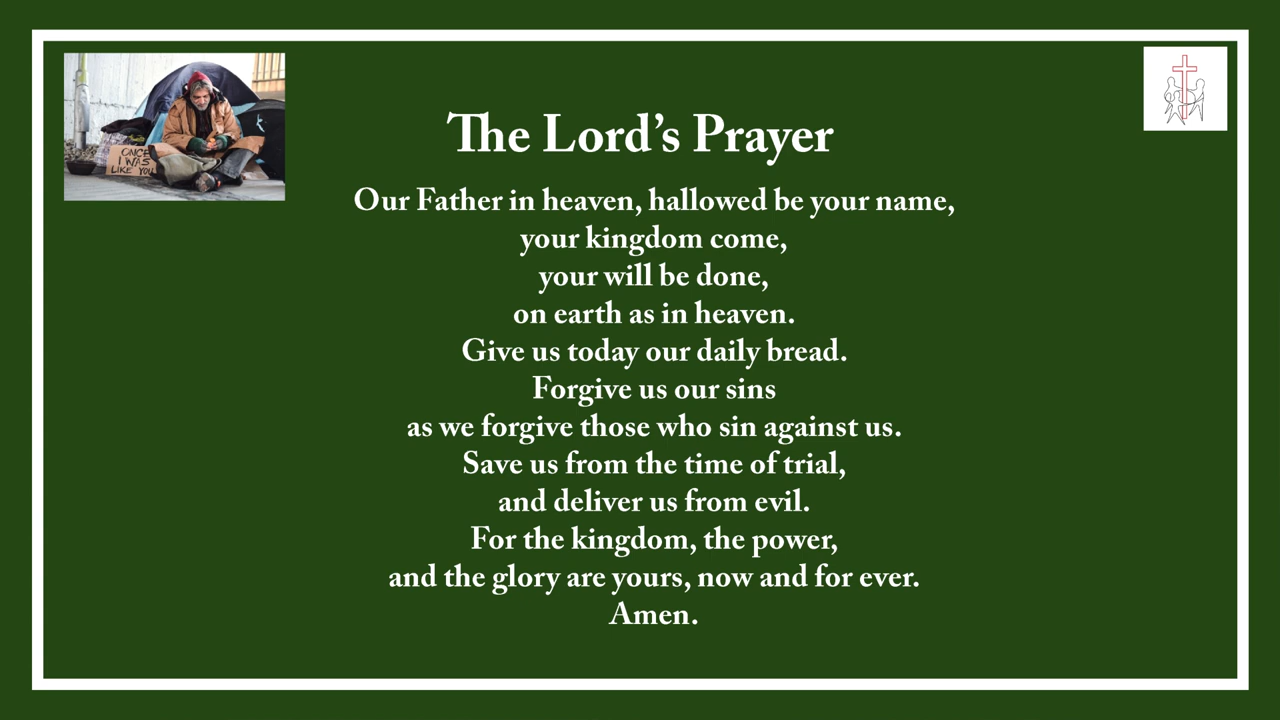 ONCE
I WAS
LIKE YOU
The Lord's Prayer
Our Father in heaven, hallowed be your name,
your kingdom come,
your will be done,
on earth as in heaven.
Give us today our daily bread.
Forgive us our sins
as we forgive those who sin against us.
Save us from the time of trial,
and deliver us from evil.
For the kingdom, the power,
and the glory are yours, now and for ever.
Amen.